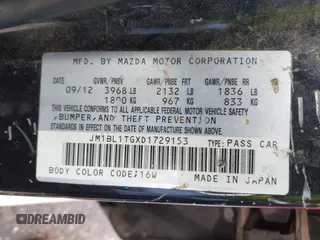 MFD. BY MAZDA MOTOR CORPORATION
GVWR/PNBV GAWR/PNBE FRT GAWR/PNBE RR
09/12 3968 LB 2132 LB 1836 LB
1800 KG 967 KG 833 KG
THIS VEHICLE CONFORMS TO ALL APPLICABLE FEDERAL MOTOR VEHICLE SAFETY
,BUMPER,AND THEFT PREVENTION
STANDARDS IN EFFECT ON THE DATE OF MANUFACTURE SHOWN ABOVE.
JM1BL1TGXD1729153 TYPE:PASS CAR
BODY COLOR CODE:16W MADE IN JAPAN
DREAMBID